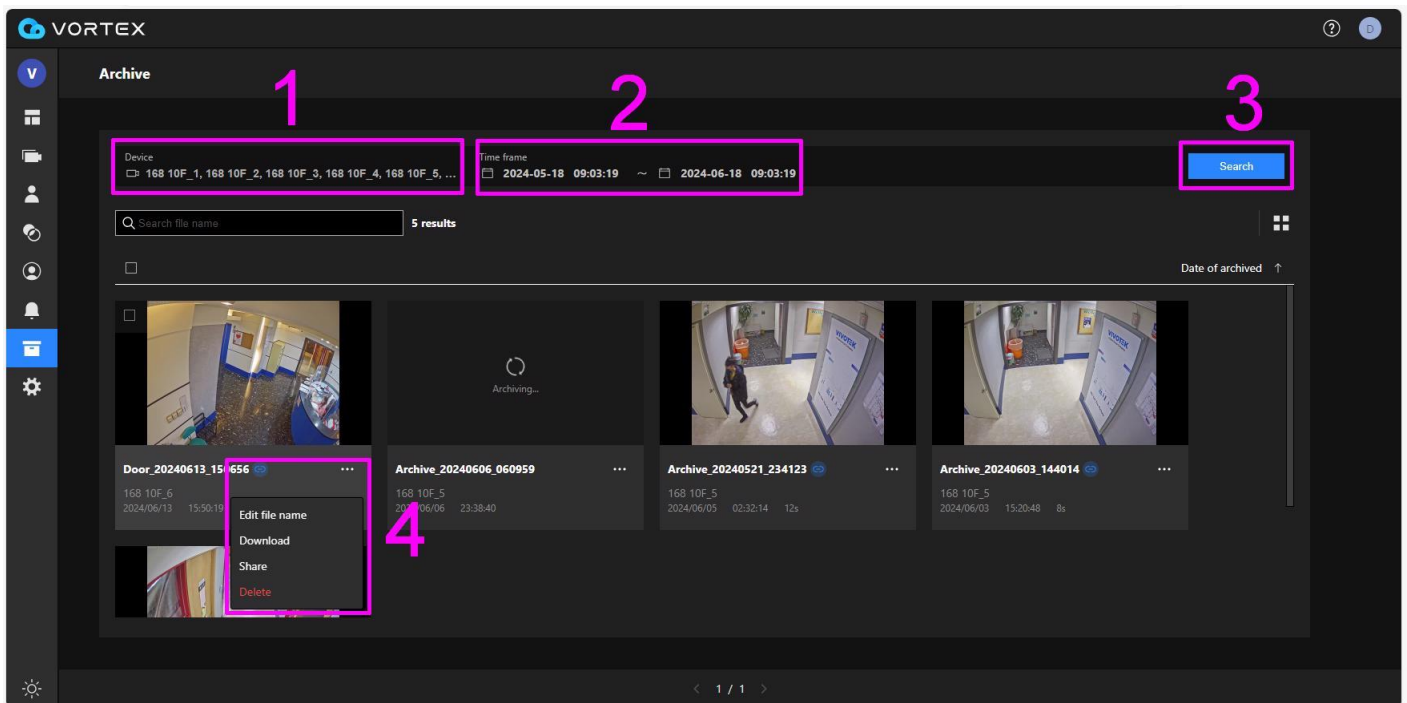 VORTEX
D
V
Archive
1
2
3
Device
168 10F_1, 168 10F_2, 168 10F_3, 168 10F_4, 168 10F_5, ...
Time frame
2024-05-18 09:03:19 ~ 2024-06-18 09:03:19
Search
Search file name
5 results
Date of archived ↑
Archiving...
VIVOTEK
VIVOTEK
Door_20240613_150656
168 10F_6
2024/06/13 15:50:19
Archive_20240606_060959
168 10F_5
2024/06/06 23:38:40
Archive_20240521_234123
168 10F_5
2024/06/05 02:32:14 12s
Archive_20240603_144014
168 10F_5
2024/06/03 15:20:48 8s
Edit file name
Download
Share
Delete
4
< 1 / 1 >